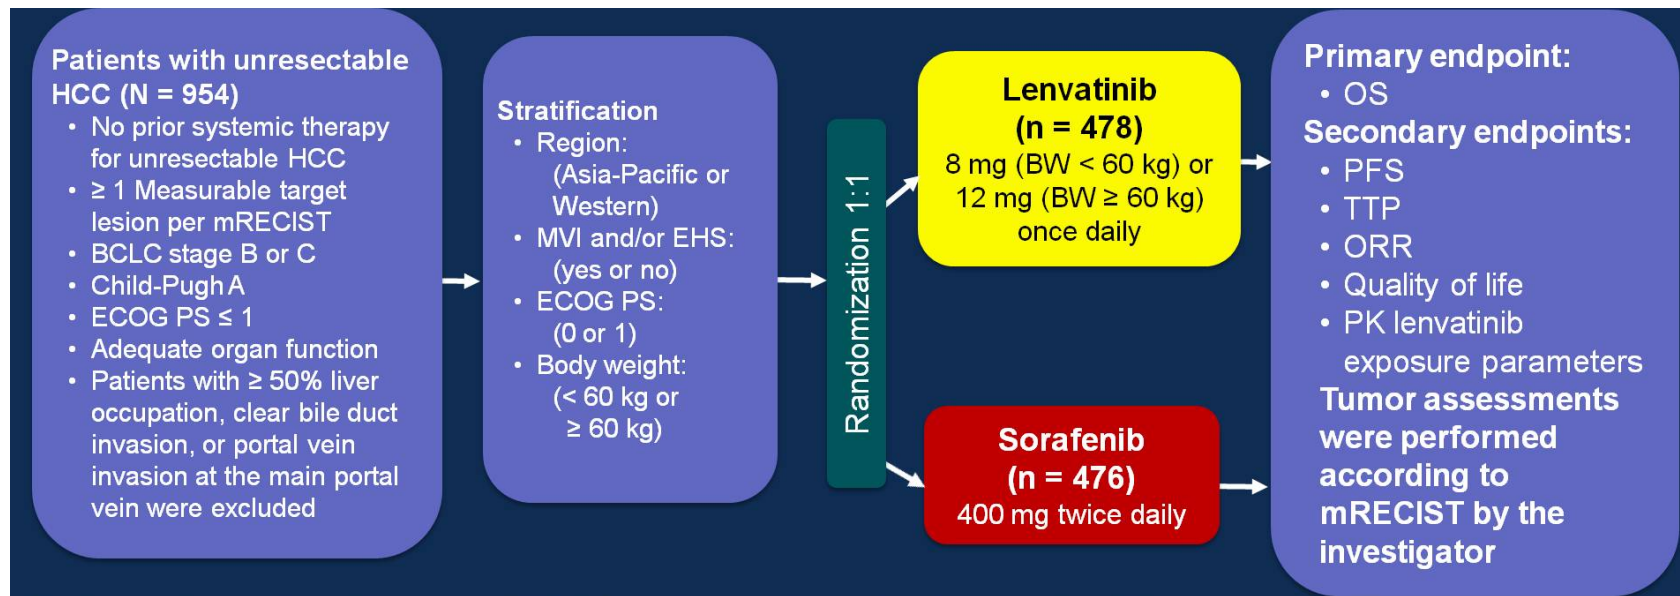 Patients with unresectable
HCC (N = 954)
• No prior systemic therapy
for unresectable HCC
• ≥ 1 Measurable target
lesion per mRECIST
• BCLC stage B or C
• Child-Pugh A
• ECOG PS ≤ 1
• Adequate organ function
• Patients with ≥ 50% liver
occupation, clear bile duct
invasion, or portal vein
invasion at the main portal
vein were excluded
Stratification
• Region:
(Asia-Pacific or
Western)
• MVI and/or EHS:
(yes or no)
• ECOG PS:
(0 or 1)
• Body weight:
(< 60 kg or
≥ 60 kg)
Randomization 1:1
Lenvatinib
(n = 478)
8 mg (BW < 60 kg) or
12 mg (BW ≥ 60 kg)
once daily
Sorafenib
(n = 476)
400 mg twice daily
Primary endpoint:
• OS
Secondary endpoints:
• PFS
• TTP
• ORR
• Quality of life
• PK lenvatinib
exposure parameters
Tumor assessments
were performed
according to
mRECIST by the
investigator